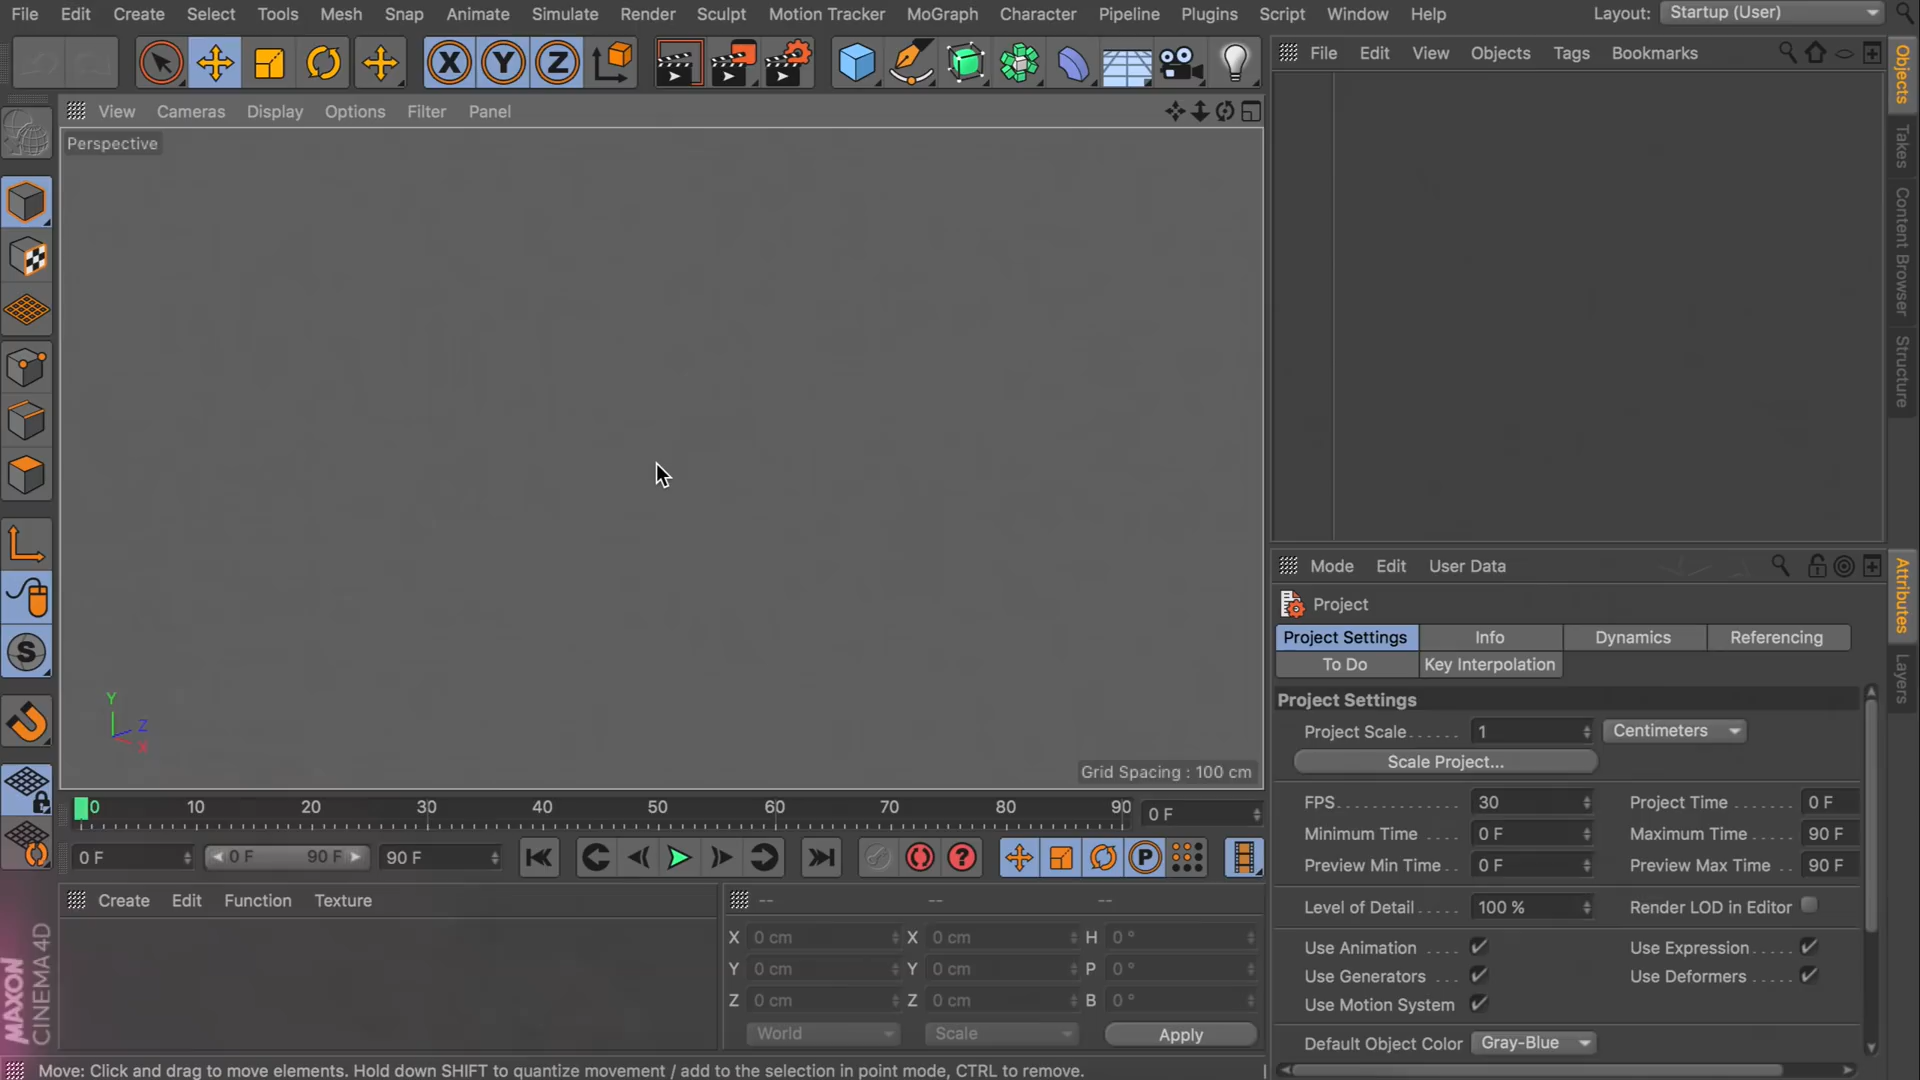 File Edit Create Select Tools Mesh Snap Animate Simulate Render Sculpt Motion Tracker MoGraph Character Pipeline Plugins Script Window Help Layout: Startup (User)
X Y Z
File Edit View Objects Tags Bookmarks
View Cameras Display Options Filter Panel
Perspective
Objects
Takes
Content Browser
Structure
Y
Z
X
Grid Spacing : 100 cm
0 10 20 30 40 50 60 70 80 90 0 F
0 F 0 F 90 F 90 F
Create Edit Function Texture
-- -- --
X 0 cm X 0 cm H 0 °
Y 0 cm Y 0 cm P 0 °
Z 0 cm Z 0 cm B 0 °
World Scale Apply
MAXON
CINEMA 4D
Mode Edit User Data
Project
Project Settings Info Dynamics Referencing
To Do Key Interpolation
Project Settings
Project Scale...... 1 Centimeters
Scale Project...
FPS............ 30 Project Time ....... 0 F
Minimum Time .... 0 F Maximum Time ..... 90 F
Preview Min Time .. 0 F Preview Max Time .. 90 F
Level of Detail..... 100 % Render LOD in Editor
Use Animation .... Use Expression.....
Use Generators ... Use Deformers.....
Use Motion System
Default Object Color Gray-Blue
Attributes
Layers
S
P
?
Move: Click and drag to move elements. Hold down SHIFT to quantize movement / add to the selection in point mode, CTRL to remove.